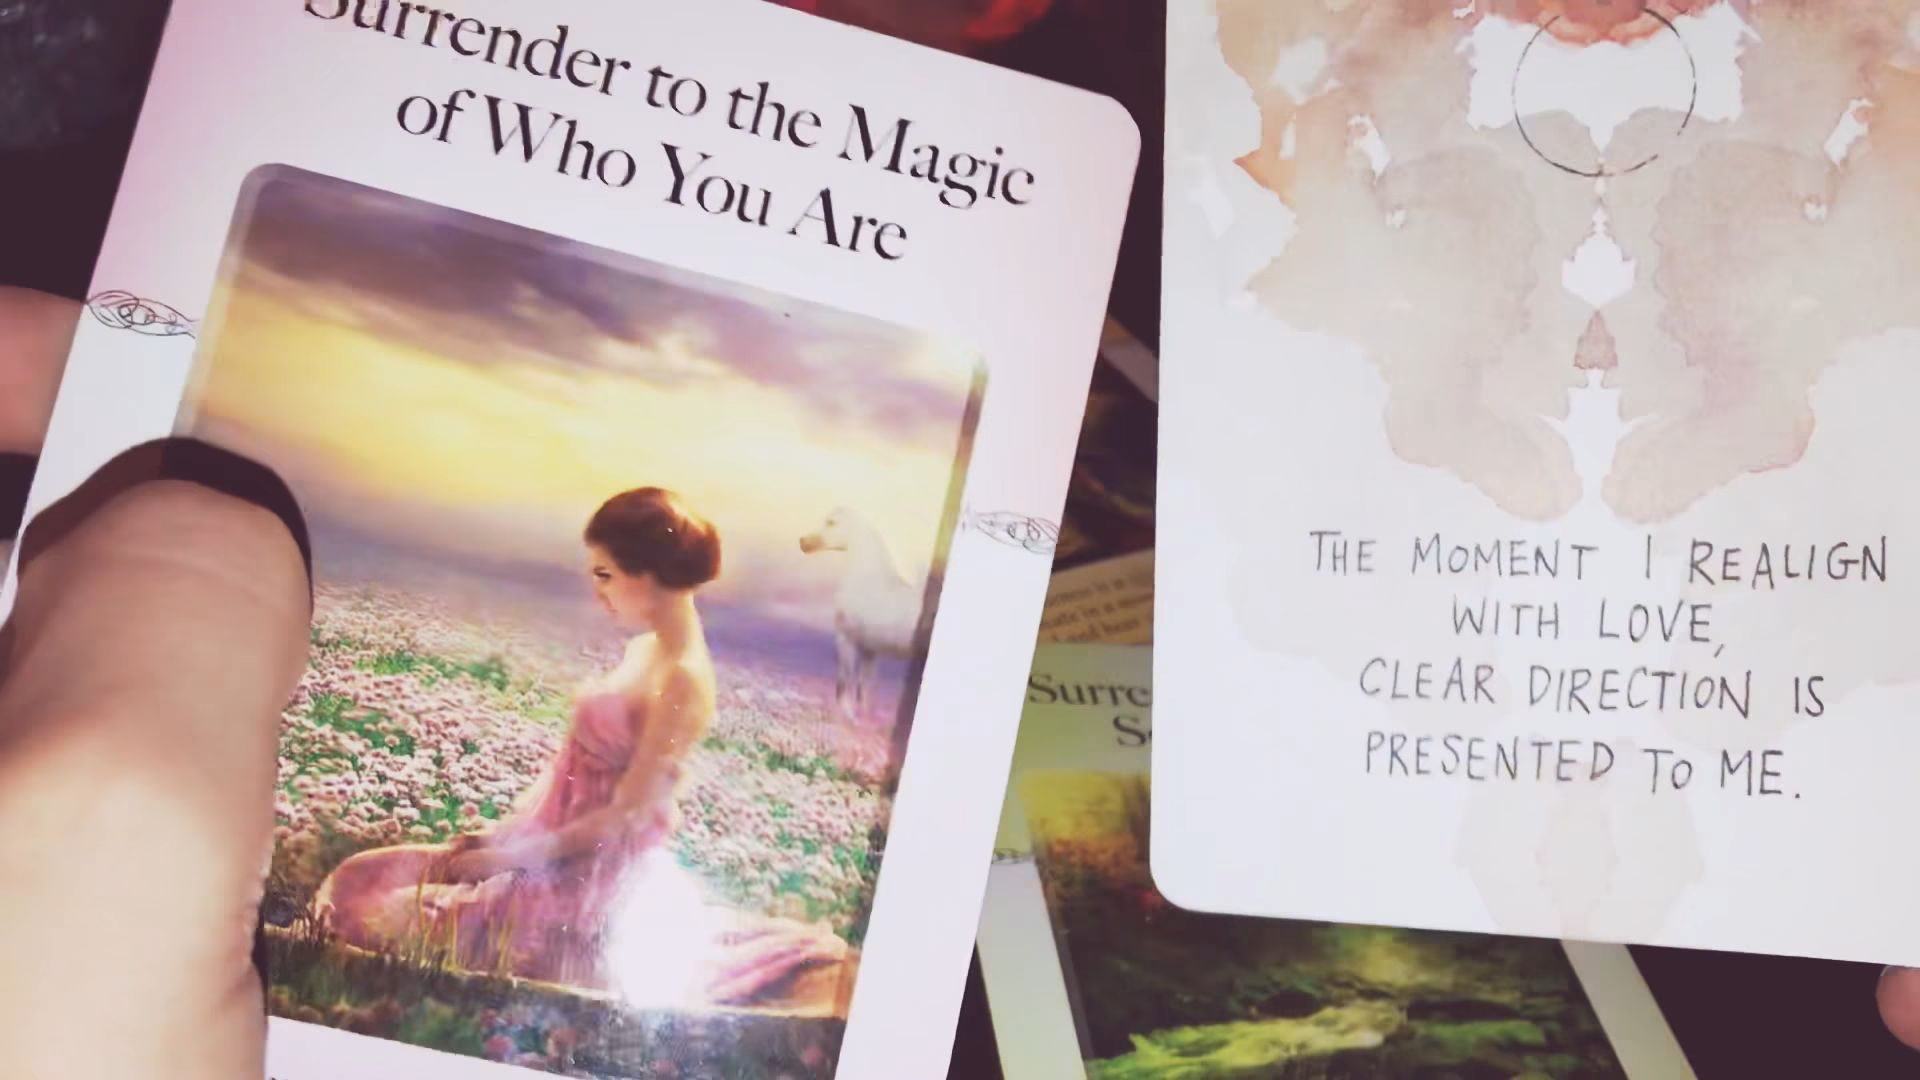 Surrender to the Magic
of Who You Are
THE MOMENT I REALIGN
WITH LOVE,
CLEAR DIRECTION IS
PRESENTED TO ME.